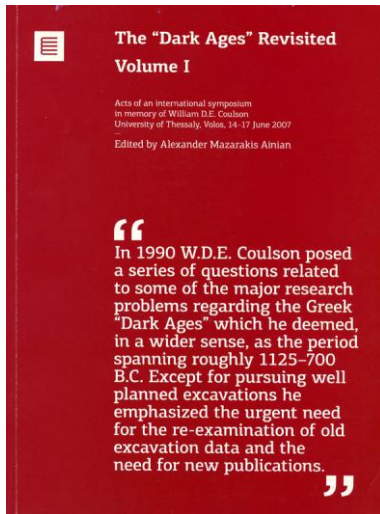 The “Dark Ages” Revisited
Volume I
Acts of an international symposium
in memory of William D.E. Coulson
University of Thessaly, Volos, 14–17 June 2007
—
Edited by Alexander Mazarakis Ainian
“
In 1990 W.D.E. Coulson posed
a series of questions related
to some of the major research
problems regarding the Greek
“Dark Ages” which he deemed,
in a wider sense, as the period
spanning roughly 1125–700
B.C. Except for pursuing well
planned excavations he
emphasized the urgent need
for the re-examination of old
excavation data and the
need for new publications.
”